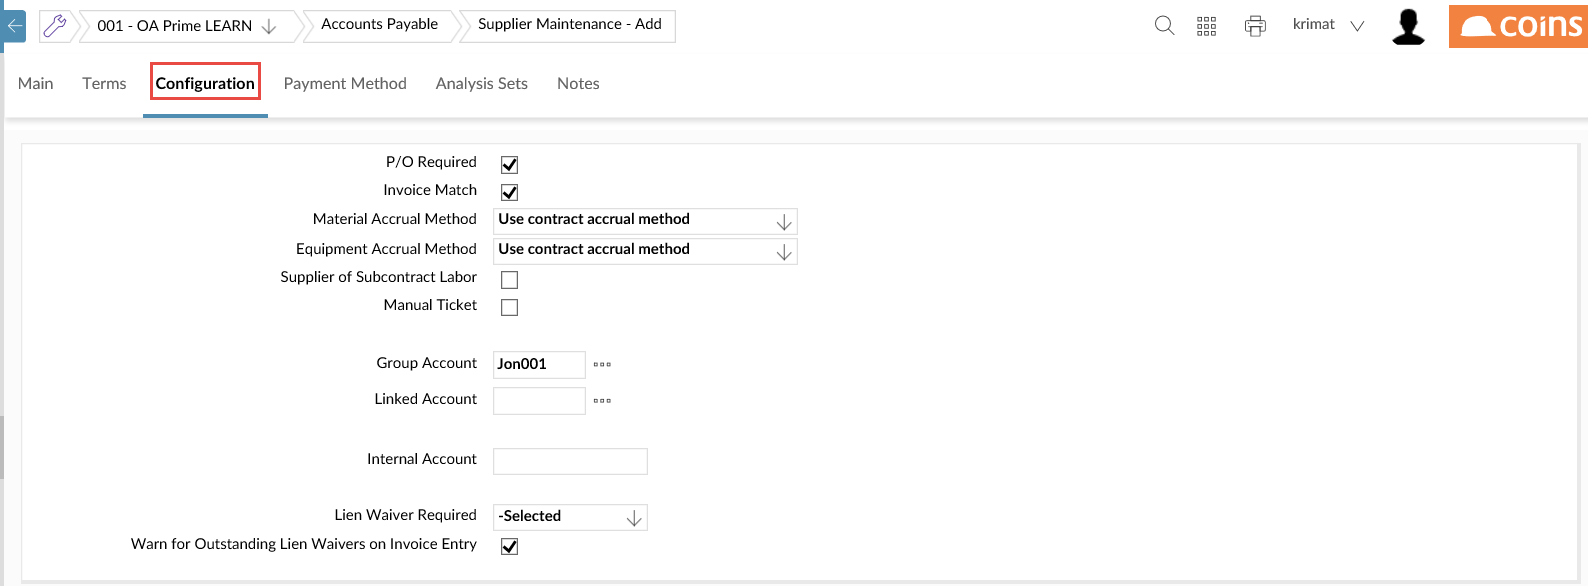 001 - OA Prime LEARN
Accounts Payable
Supplier Maintenance - Add
krimat
coins
Main
Terms
Configuration
Payment Method
Analysis Sets
Notes
P/O Required
Invoice Match
Material Accrual Method Use contract accrual method
Equipment Accrual Method Use contract accrual method
Supplier of Subcontract Labor
Manual Ticket
Group Account Jon001
Linked Account
Internal Account
Lien Waiver Required -Selected
Warn for Outstanding Lien Waivers on Invoice Entry